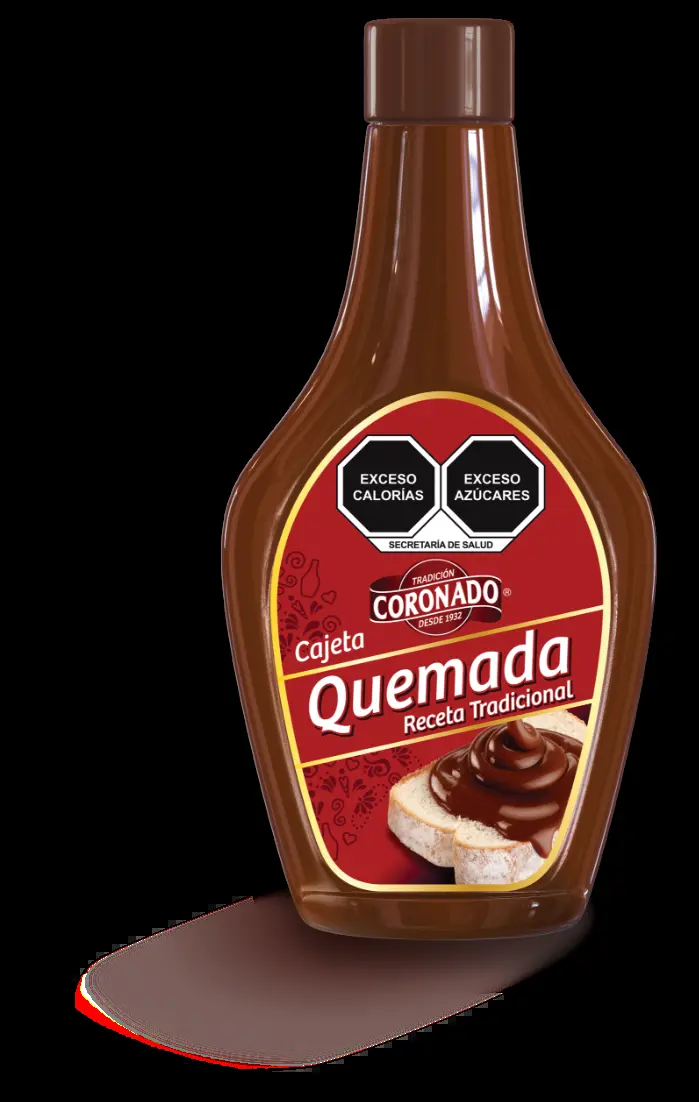 EXCESO
CALORÍAS
EXCESO
AZÚCARES
SECRETARÍA DE SALUD
TRADICIÓN
CORONADO®
DESDE 1932
Cajeta
Quemada
Receta Tradicional